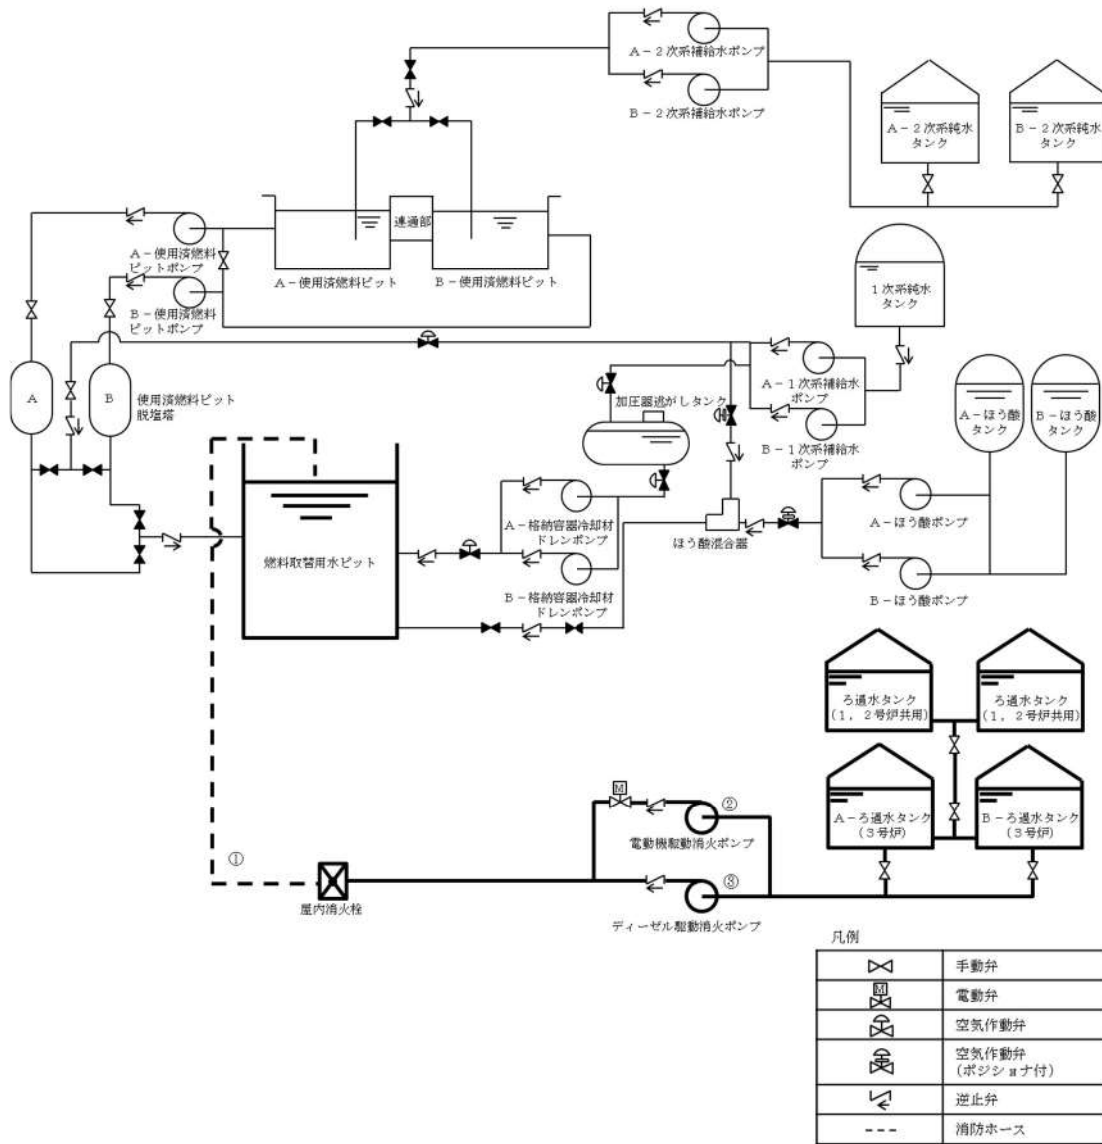 A-2次系補給水ポンプ
B-2次系補給水ポンプ
A-2次系純水
タンク
B-2次系純水
タンク
連通部
A-使用済燃料
ピットポンプ
A-使用済燃料ピット
B-使用済燃料ピット
B-使用済燃料
ピットポンプ
1次系純水
タンク
A
B
使用済燃料ピット
脱塩塔
加圧器逃がしタンク
A-1次系補給水
ポンプ
B-1次系補給水
ポンプ
A-ほう酸
タンク
B-ほう酸
タンク
燃料取替用水ピット
A-格納容器冷却材
ドレンポンプ
B-格納容器冷却材
ドレンポンプ
ほう酸混合器
A-ほう酸ポンプ
B-ほう酸ポンプ
ろ過水タンク
(1,2号炉共用)
ろ過水タンク
(1,2号炉共用)
A-ろ過水タンク
(3号炉)
B-ろ過水タンク
(3号炉)
M
②
電動機駆動消火ポンプ
①
③
屋内消火栓
ディーゼル駆動消火ポンプ
凡例
手動弁
M
電動弁
空気作動弁
空気作動弁
(ポジショナ付)
逆止弁
消防ホース